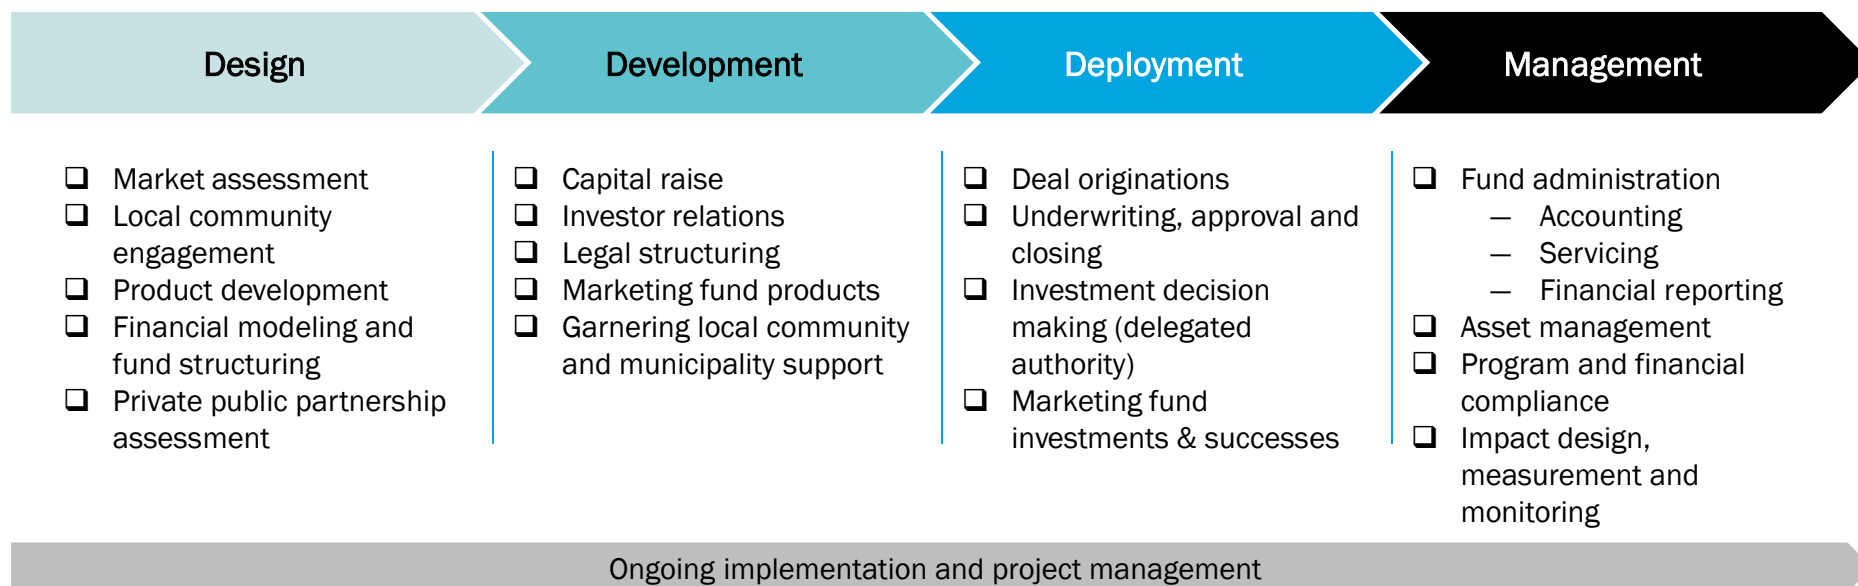 Design
Development
Deployment
Management
❑ Market assessment
❑ Local community
engagement
❑ Product development
❑ Financial modeling and
fund structuring
❑ Private public partnership
assessment
❑ Capital raise
❑ Investor relations
❑ Legal structuring
❑ Marketing fund products
❑ Garnering local community
and municipality support
❑ Deal originations
❑ Underwriting, approval and
closing
❑ Investment decision
making (delegated
authority)
❑ Marketing fund
investments & successes
❑ Fund administration
— Accounting
— Servicing
— Financial reporting
❑ Asset management
❑ Program and financial
compliance
❑ Impact design,
measurement and
monitoring
Ongoing implementation and project management